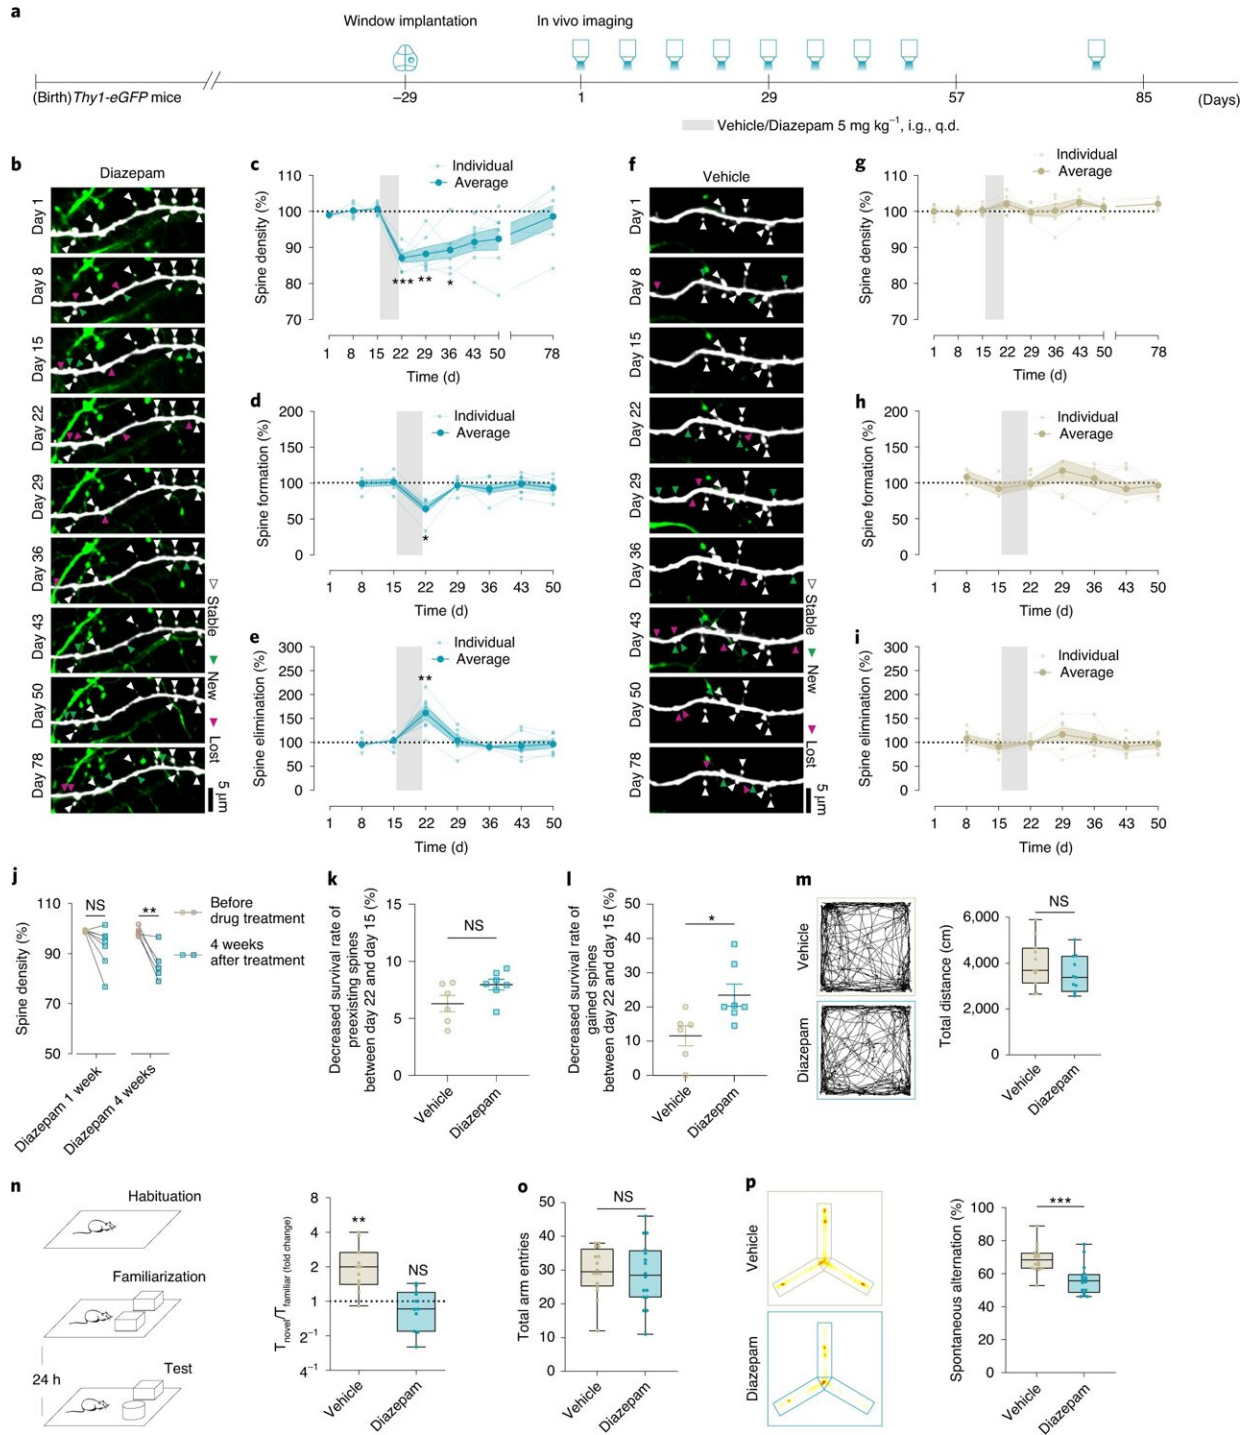 a
Window implantation
In vivo imaging
(Birth) Thy1-eGFP mice
–29
1
29
57
85
(Days)
Vehicle/Diazepam 5 mg kg⁻¹, i.g., q.d.
b
Diazepam
Day 1
Day 8
Day 15
Day 22
Day 29
Day 36
Day 43
Day 50
Day 78
Stable
New
Lost
5 µm
c
Individual
Average
Spine density (%)
110
100
90
80
70
***
**
*
1 8 15 22 29 36 43 50 78
Time (d)
d
Individual
Average
Spine formation (%)
200
150
100
50
0
*
1 8 15 22 29 36 43 50
Time (d)
e
Individual
Average
Spine elimination (%)
300
250
200
150
100
50
0
**
1 8 15 22 29 36 43 50
Time (d)
f
Vehicle
Day 1
Day 8
Day 15
Day 22
Day 29
Day 36
Day 43
Day 50
Day 78
Stable
New
Lost
5 µm
g
Individual
Average
Spine density (%)
110
100
90
80
70
1 8 15 22 29 36 43 50 78
Time (d)
h
Individual
Average
Spine formation (%)
200
150
100
50
0
1 8 15 22 29 36 43 50
Time (d)
i
Individual
Average
Spine elimination (%)
300
250
200
150
100
50
0
1 8 15 22 29 36 43 50
Time (d)
j
Spine density (%)
110
90
70
50
NS
**
Before
drug treatment
4 weeks
after treatment
Diazepam 1 week
Diazepam 4 weeks
k
Decreased survival rate of
preexisting spines
between day 22 and day 15 (%)
15
10
5
0
NS
Vehicle
Diazepam
l
Decreased survival rate of
gained spines
between day 22 and day 15 (%)
50
40
30
20
10
0
*
Vehicle
Diazepam
m
Vehicle
Diazepam
Total distance (cm)
6,000
4,000
2,000
0
NS
Vehicle
Diazepam
n
Habituation
Familiarization
Test
24 h
Tnovel/Tfamiliar (fold change)
8
4
2
1
2⁻¹
4⁻¹
**
NS
Vehicle
Diazepam
o
Total arm entries
50
40
30
20
10
0
NS
Vehicle
Diazepam
p
Vehicle
Diazepam
Spontaneous alternation (%)
100
80
60
40
20
0
***
Vehicle
Diazepam